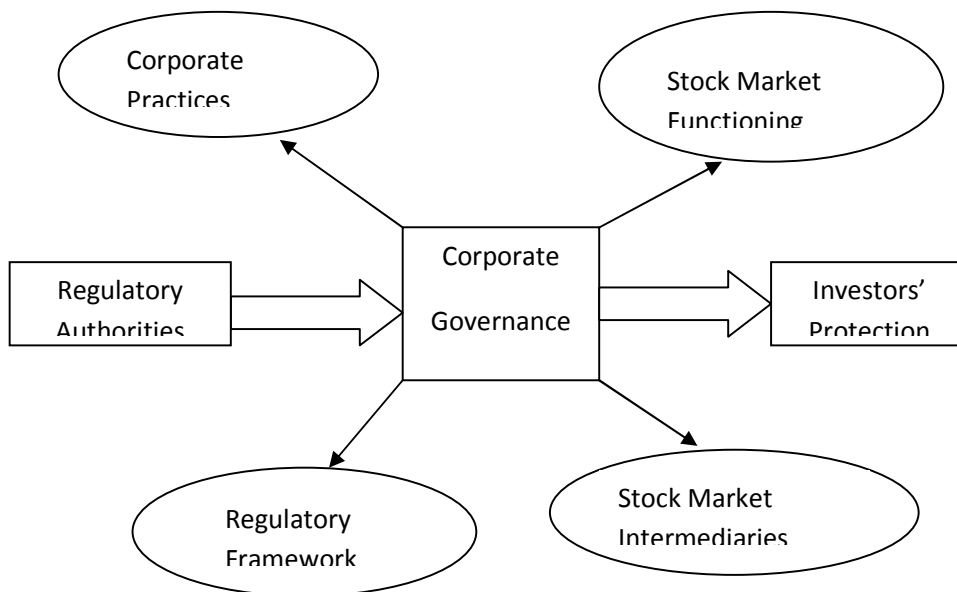 Corporate
Practices
Stock Market
Functioning
Corporate
Governance
Regulatory
Authorities
Investors’
Protection
Regulatory
Framework
Stock Market
Intermediaries